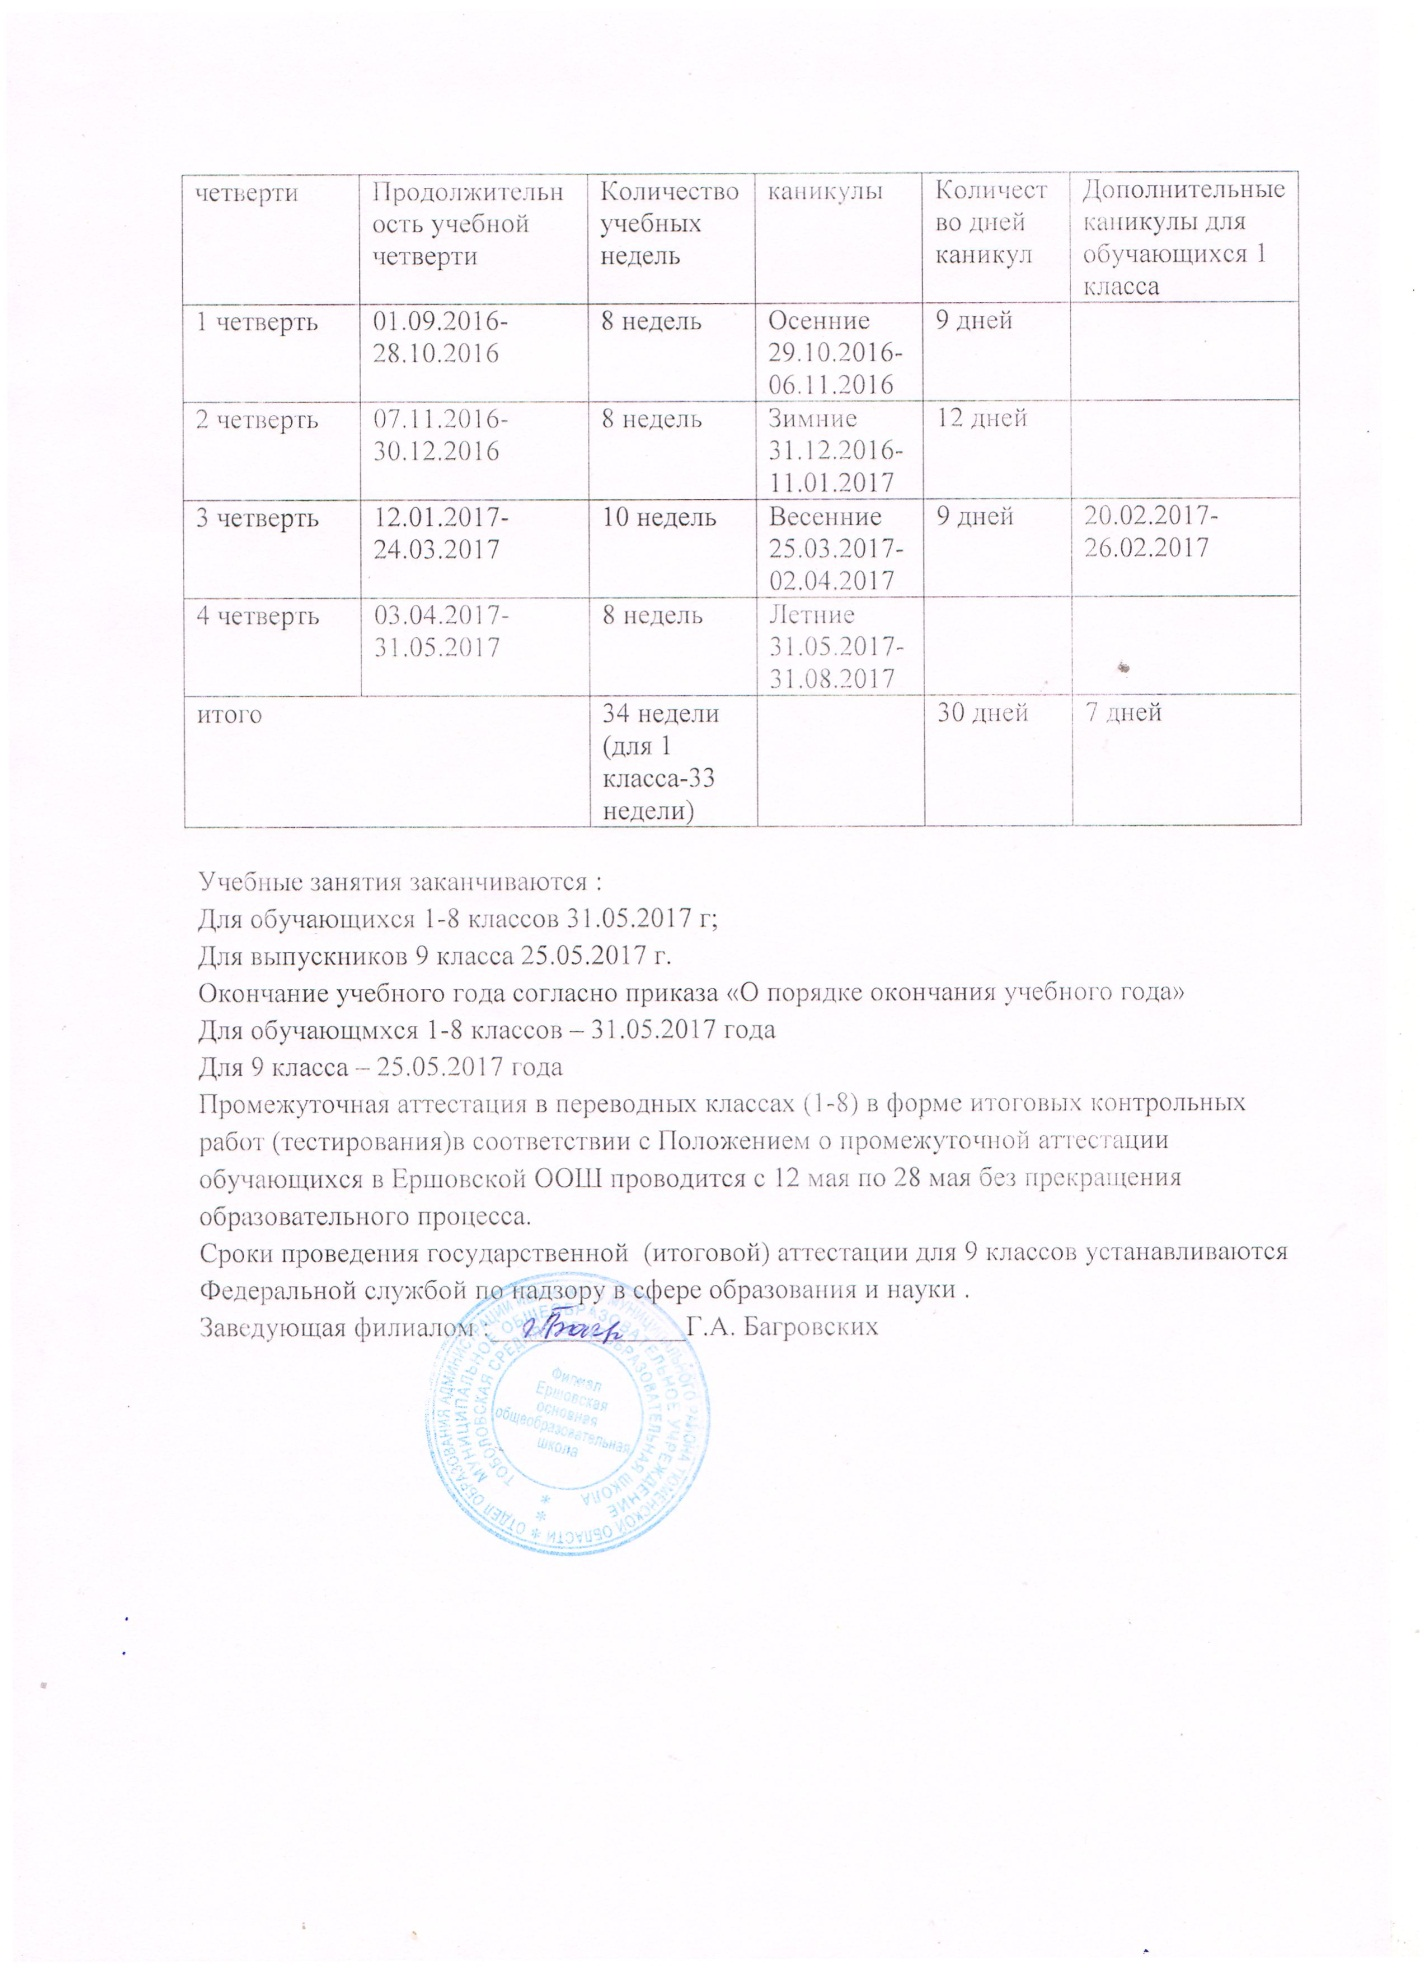 четверти
Продолжительн
ость учебной
четверти
Количество
учебных
недель
каникулы
Количест
во дней
каникул
Дополнительные
каникулы для
обучающихся 1
класса
1 четверть
01.09.2016-
28.10.2016
8 недель
Осенние
29.10.2016-
06.11.2016
9 дней
2 четверть
07.11.2016-
30.12.2016
8 недель
Зимние
31.12.2016-
11.01.2017
12 дней
3 четверть
12.01.2017-
24.03.2017
10 недель
Весенние
25.03.2017-
02.04.2017
9 дней
20.02.2017-
26.02.2017
4 четверть
03.04.2017-
31.05.2017
8 недель
Летние
31.05.2017-
31.08.2017
итого
34 недели
(для 1
класса-33
недели)
30 дней
7 дней
Учебные занятия заканчиваются :
Для обучающихся 1-8 классов 31.05.2017 г;
Для выпускников 9 класса 25.05.2017 г.
Окончание учебного года согласно приказа «О порядке окончания учебного года»
Для обучающмхся 1-8 классов – 31.05.2017 года
Для 9 класса – 25.05.2017 года
Промежуточная аттестация в переводных классах (1-8) в форме итоговых контрольных
работ (тестирования)в соответствии с Положением о промежуточной аттестации
обучающихся в Ершовской ООШ проводится с 12 мая по 28 мая без прекращения
образовательного процесса.
Сроки проведения государственной (итоговой) аттестации для 9 классов устанавливаются
Федеральной службой по надзору в сфере образования и науки .
Заведующая филиалом :______________Г.А. Багровских
Филиал
Ершовская
основная
общеобразовательная
школа